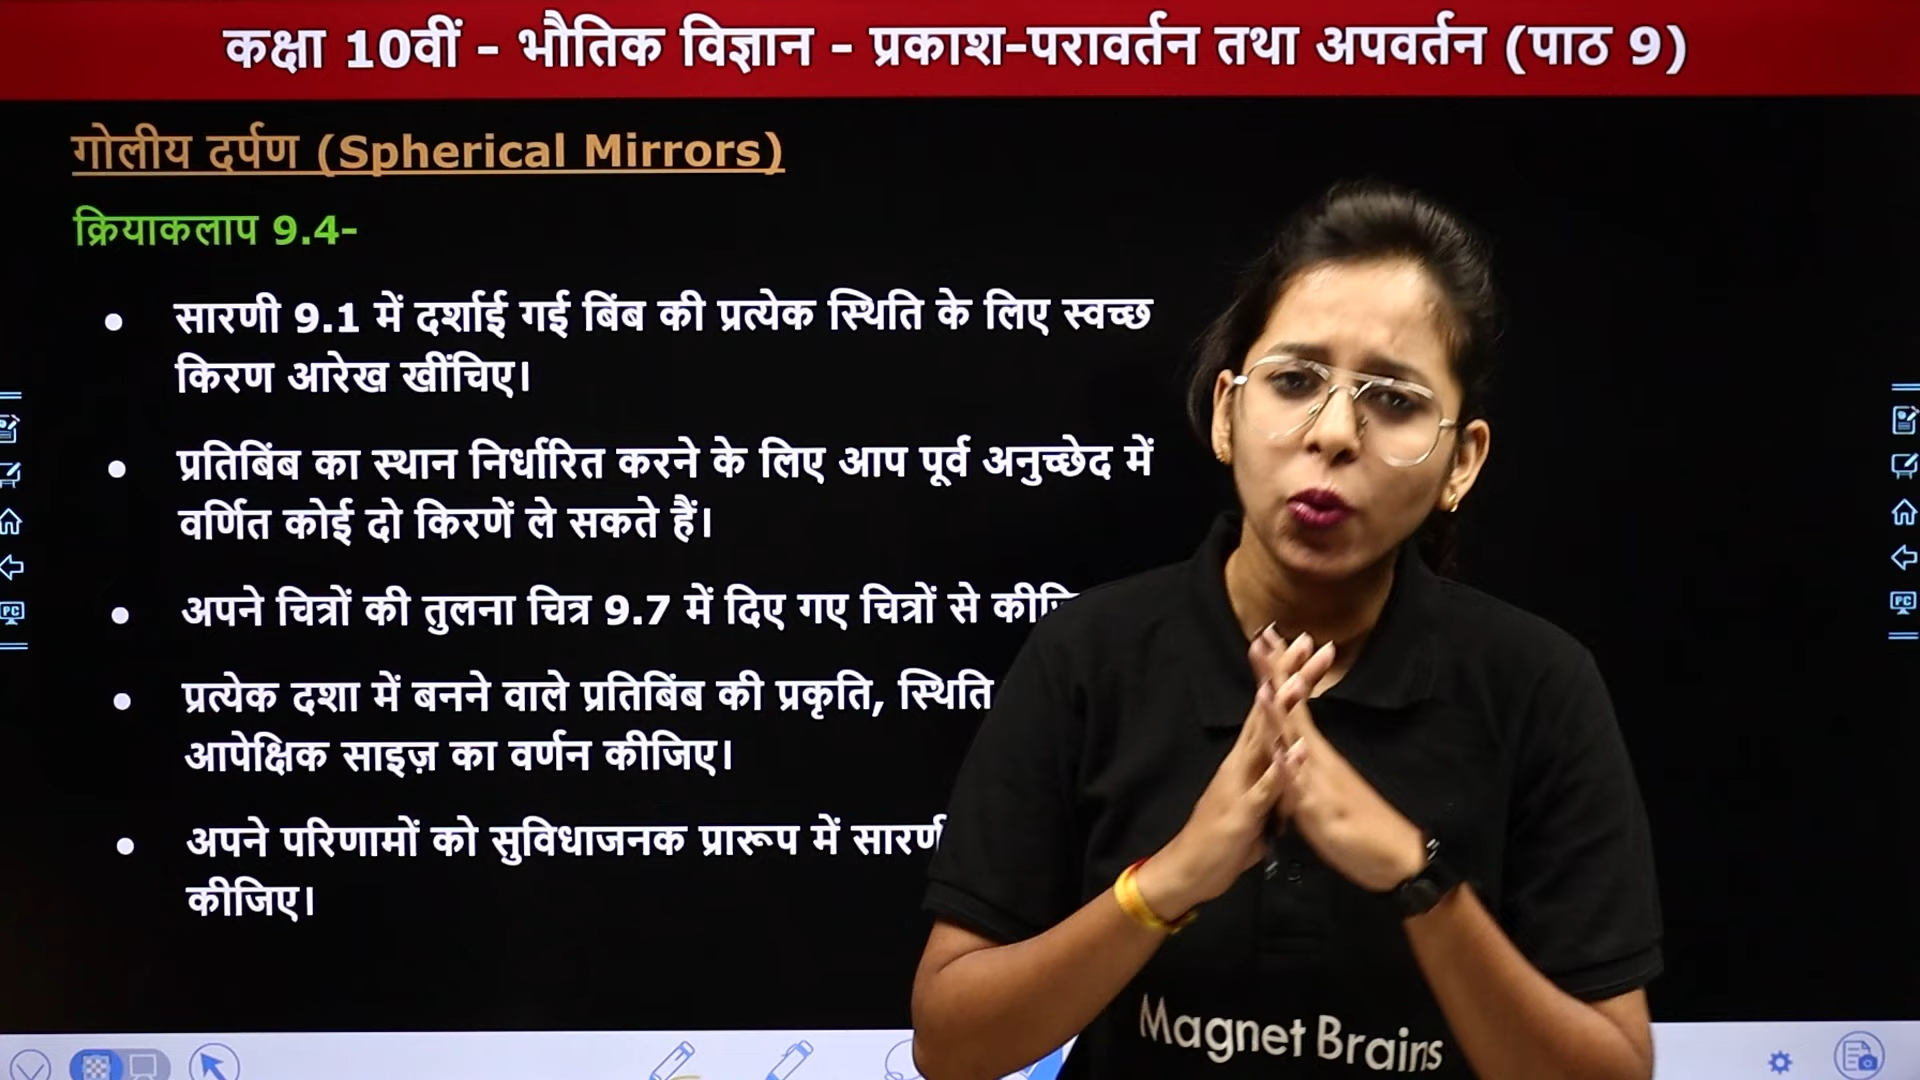 कक्षा 10वीं - भौतिक विज्ञान - प्रकाश-परावर्तन तथा अपवर्तन (पाठ 9)
गोलीय दर्पण (Spherical Mirrors)
क्रियाकलाप 9.4-
• सारणी 9.1 में दर्शाई गई बिंब की प्रत्येक स्थिति के लिए स्वच्छ
किरण आरेख खींचिए।
• प्रतिबिंब का स्थान निर्धारित करने के लिए आप पूर्व अनुच्छेद में
वर्णित कोई दो किरणें ले सकते हैं।
• अपने चित्रों की तुलना चित्र 9.7 में दिए गए चित्रों से
• प्रत्येक दशा में बनने वाले प्रतिबिंब की प्रकृति, स्थिति
आपेक्षिक साइज़ का वर्णन कीजिए।
• अपने परिणामों को सुविधाजनक प्रारूप में
कीजिए।
Magnet Brains
PC
PC